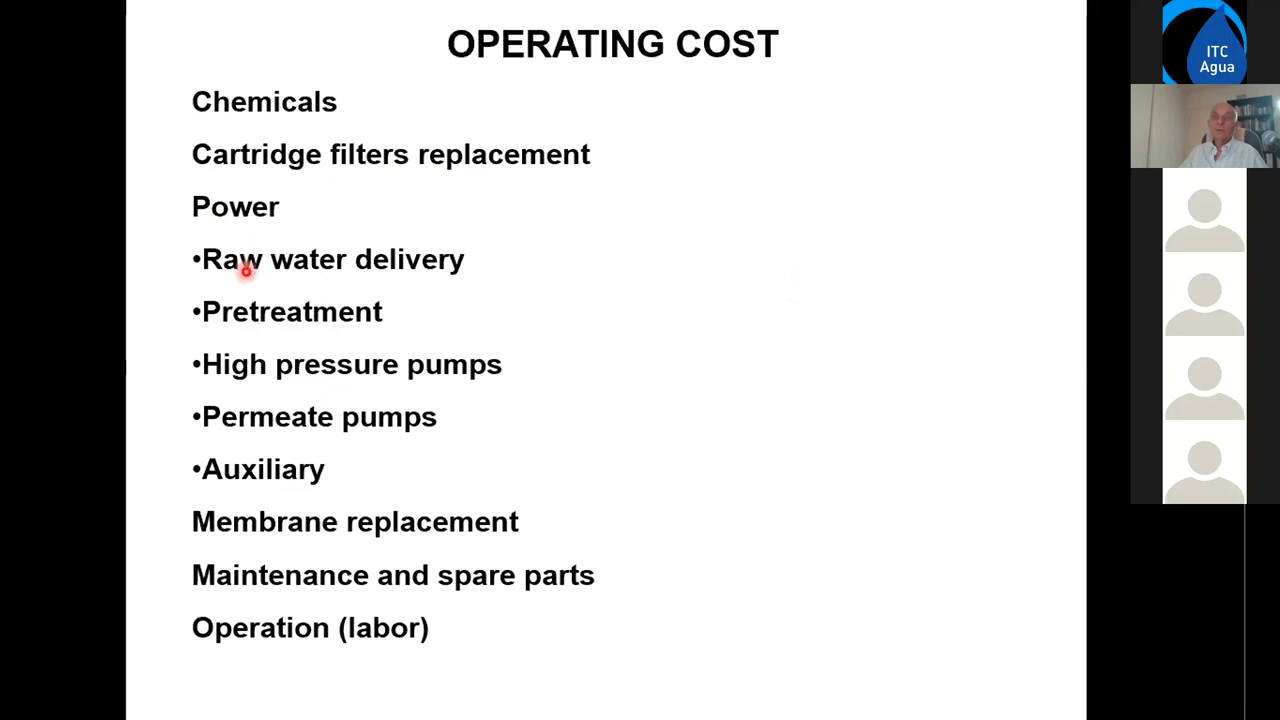 OPERATING COST
Chemicals
Cartridge filters replacement
Power
•Raw water delivery
•Pretreatment
•High pressure pumps
•Permeate pumps
•Auxiliary
Membrane replacement
Maintenance and spare parts
Operation (labor)
ITC
Agua